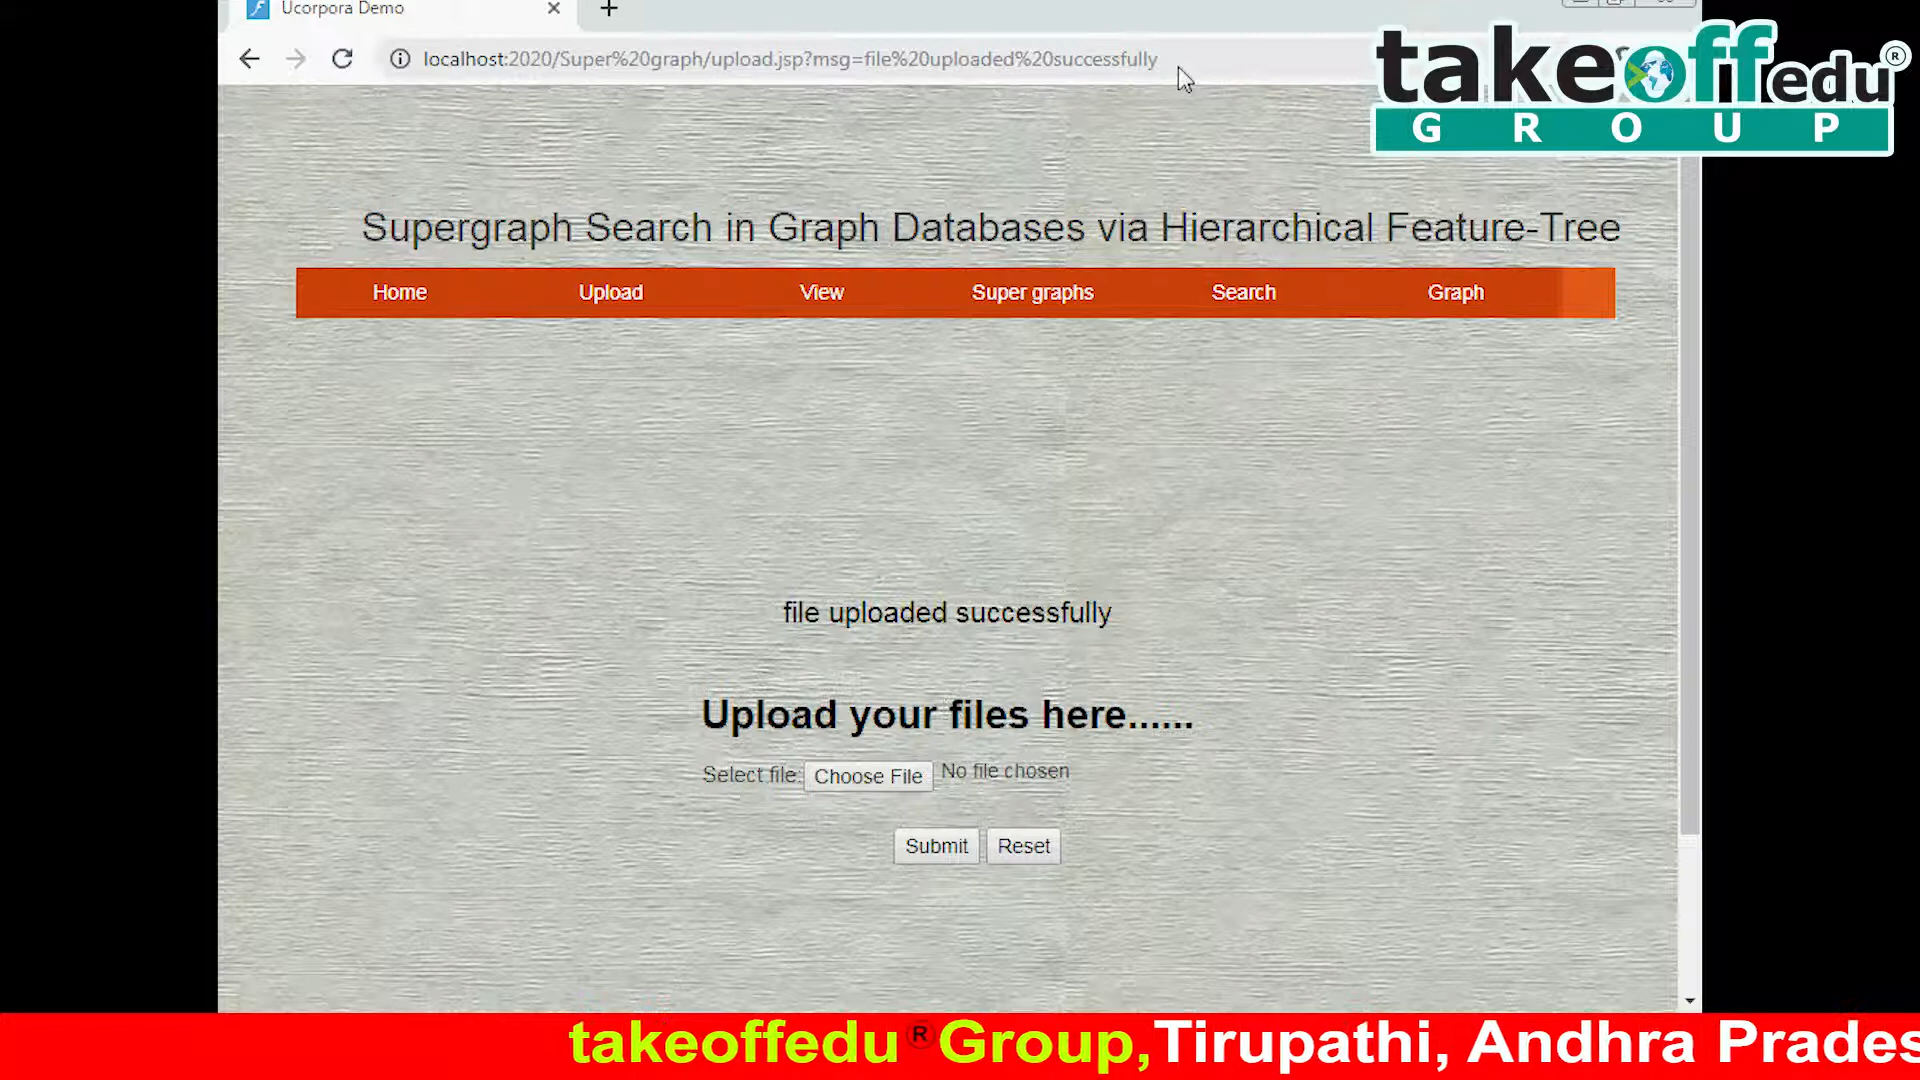 Ucorpora Demo
localhost:2020/Super%20graph/upload.jsp?msg=file%20uploaded%20successfully
takeoffedu®
GROUP
Supergraph Search in Graph Databases via Hierarchical Feature-Tree
Home Upload View Super graphs Search Graph
file uploaded successfully
Upload your files here......
Select file: Choose File No file chosen
Submit Reset
takeoffedu® Group,Tirupathi, Andhra Prades